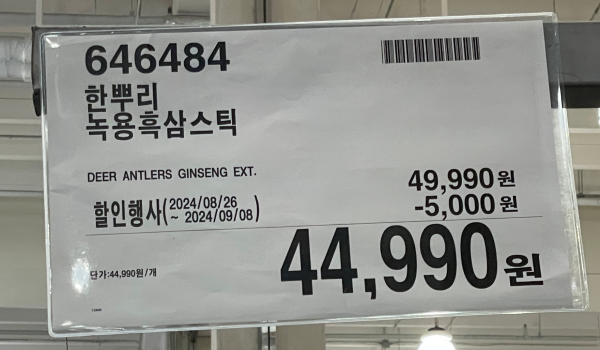 646484
한뿌리
녹용흑삼스틱
DEER ANTLERS GINSENG EXT.
49,990원
할인행사(2024/08/26 ~ 2024/09/08)
-5,000원
단가:44,990원/개
44,990원